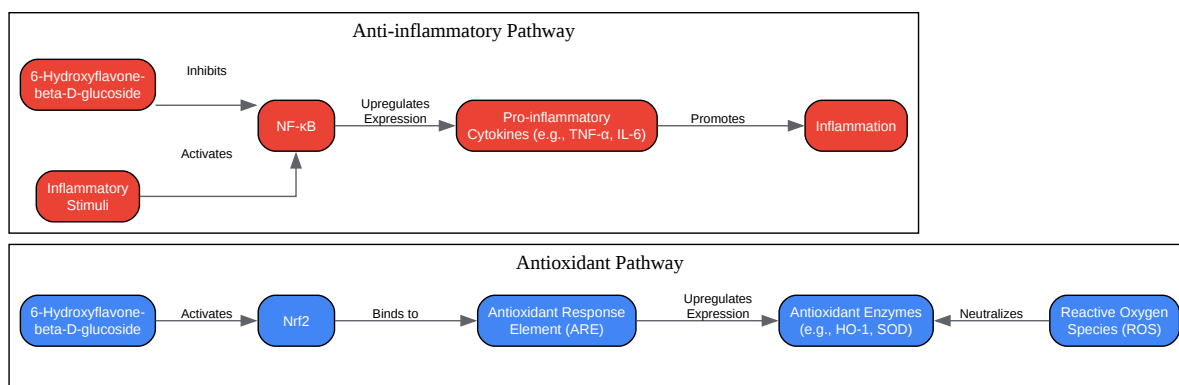 Anti-inflammatory Pathway
6-Hydroxyflavone-
beta-D-glucoside
Inhibits
NF-κB
Upregulates
Expression
Pro-inflammatory
Cytokines (e.g., TNF-α, IL-6)
Promotes
Inflammation
Activates
Inflammatory
Stimuli
Antioxidant Pathway
6-Hydroxyflavone-
beta-D-glucoside
Activates
Nrf2
Binds to
Antioxidant Response
Element (ARE)
Upregulates
Expression
Antioxidant Enzymes
(e.g., HO-1, SOD)
Neutralizes
Reactive Oxygen
Species (ROS)